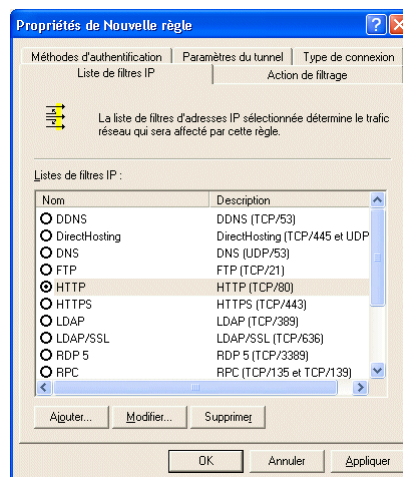 Propriétés de Nouvelle règle
Méthodes d'authentification Paramètres du tunnel Type de connexion
Liste de filtres IP Action de filtrage
La liste de filtres d'adresses IP sélectionnée détermine le trafic
réseau qui sera affecté par cette règle.
Listes de filtres IP :
Nom Description
DDNS DDNS (TCP/53)
DirectHosting DirectHosting (TCP/445 et UDP
DNS DNS (UDP/53)
FTP FTP (TCP/21)
HTTP HTTP (TCP/80)
HTTPS HTTPS (TCP/443)
LDAP LDAP (TCP/389)
LDAP/SSL LDAP/SSL (TCP/636)
RDP 5 RDP 5 (TCP/3389)
RPC RPC (TCP/135 et TCP/139)
Ajouter... Modifier... Supprimer
OK Annuler Appliquer